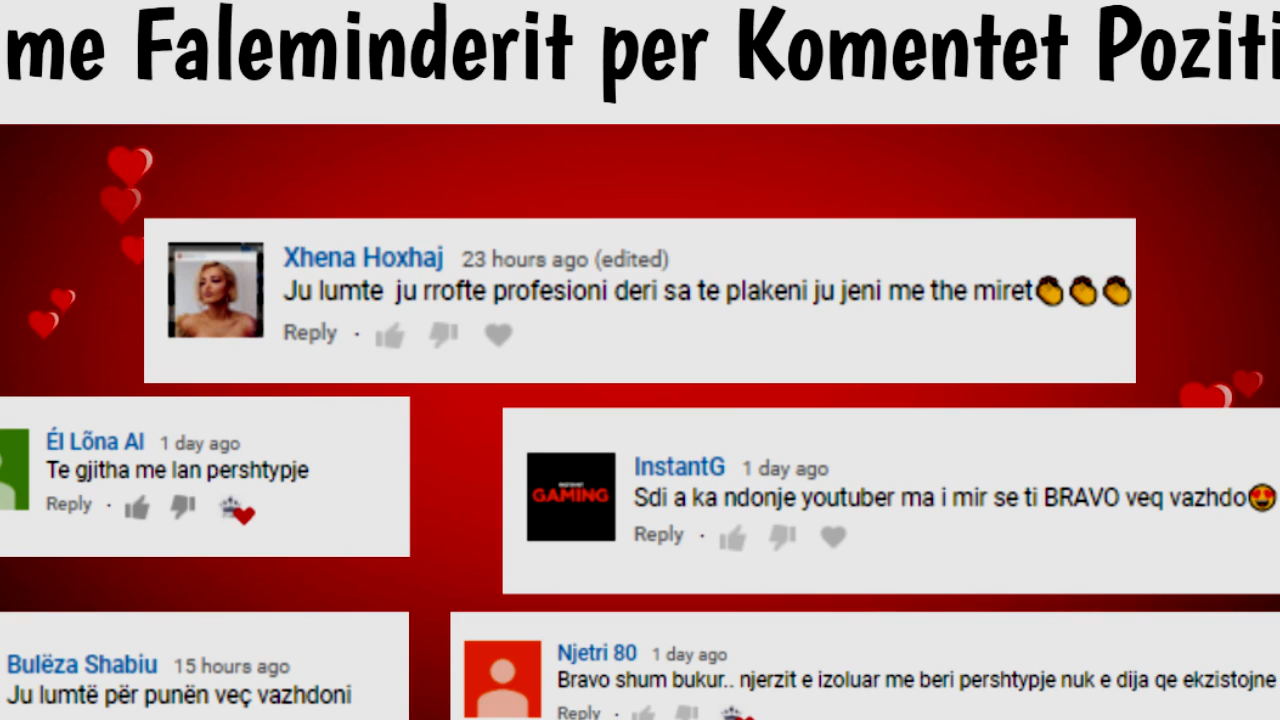 me Faleminderit per Komentet Poziti
Xhena Hoxhaj 23 hours ago (edited)
Ju lumte ju rrofte profesioni deri sa te plakeni ju jeni me the miret👏👏👏
Reply
Él Lõna Al 1 day ago
Te gjitha me lan pershtypje
Reply
InstantG 1 day ago
GAMING
Sdi a ka ndonje youtuber ma i mir se ti BRAVO veq vazhdo😍
Reply
Bulëza Shabiu 15 hours ago
Ju lumtë për punën veç vazhdoni
Njetri 80 1 day ago
Bravo shum bukur.. njerzit e izoluar me beri pershtypje nuk e dija qe ekzistojne
Reply